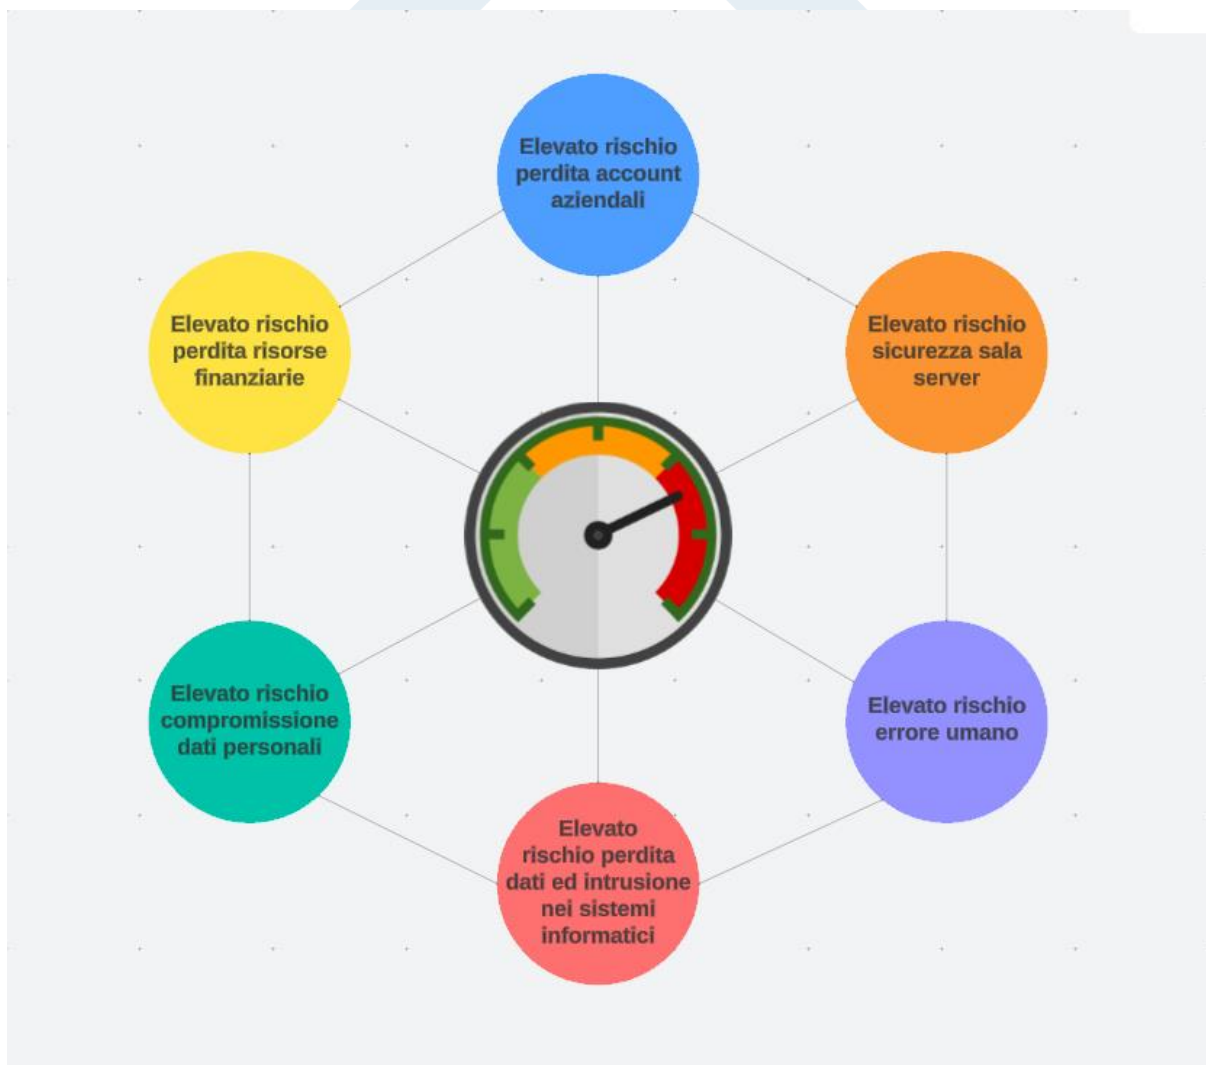 Elevato rischio
perdita account
aziendali
Elevato rischio
perdita risorse
finanziarie
Elevato rischio
sicurezza sala
server
Elevato rischio
compromissione
dati personali
Elevato rischio
errore umano
Elevato
rischio perdita
dati ed intrusione
nei sistemi
informatici